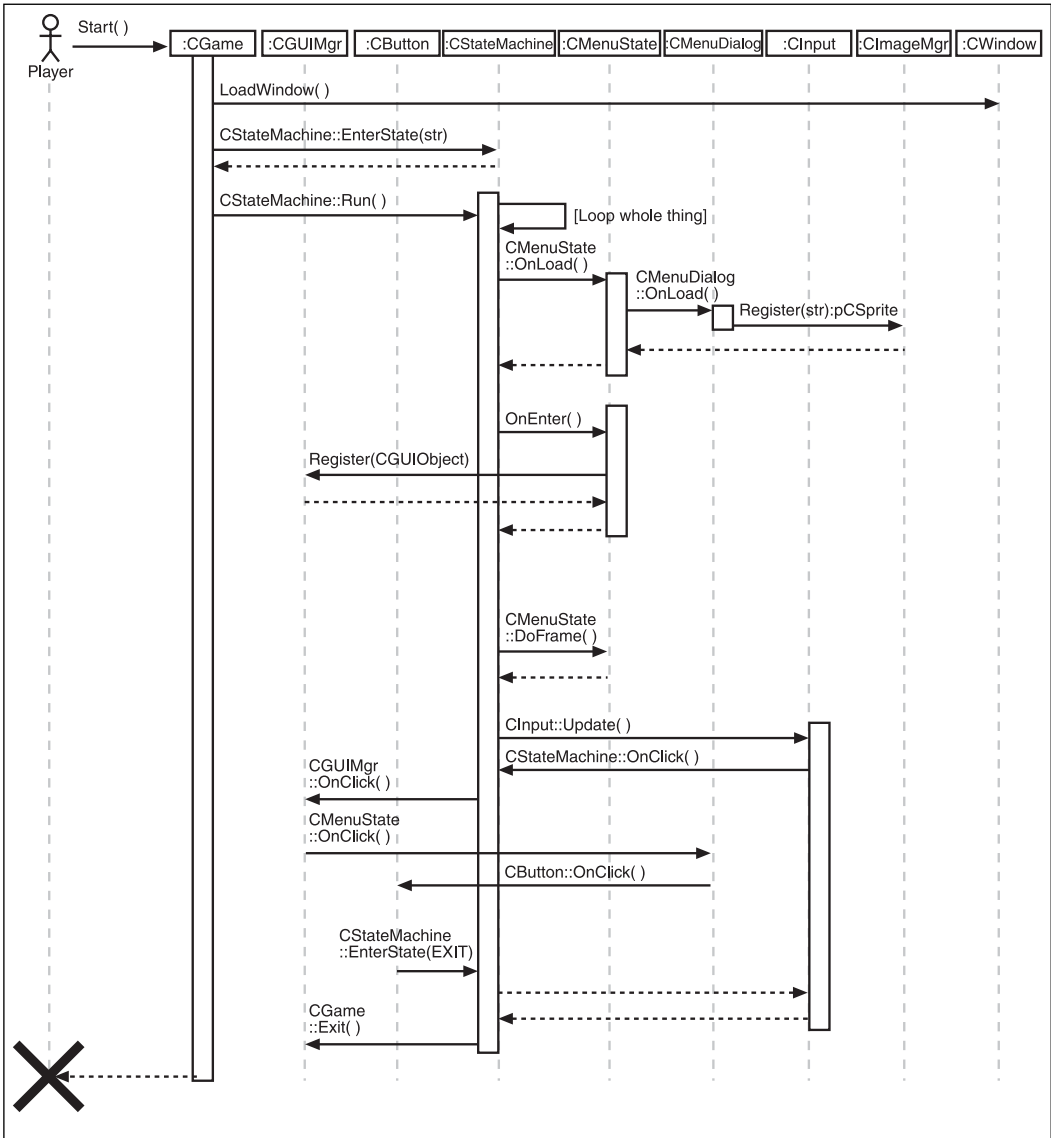 Start( )
Player
:CGame :CGUIMgr :CButton :CStateMachine :CMenuState :CMenuDialog :CInput :CImageMgr :CWindow
LoadWindow( )
CStateMachine::EnterState(str)
CStateMachine::Run( )
[Loop whole thing]
CMenuState
::OnLoad( )
CMenuDialog
::OnLoad( )
Register(str):pCSprite
OnEnter( )
Register(CGUIObject)
CMenuState
::DoFrame( )
CInput::Update( )
CStateMachine::OnClick( )
CGUIMgr
::OnClick( )
CMenuState
::OnClick( )
CButton::OnClick( )
CStateMachine
::EnterState(EXIT)
CGame
::Exit( )